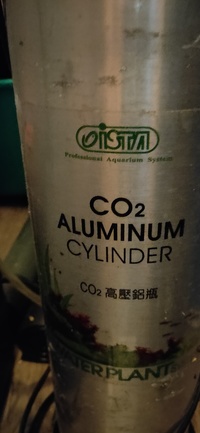 ISTA
Professional Aquarium System
CO2
ALUMINUM
CYLINDER
CO2 高壓鋁瓶